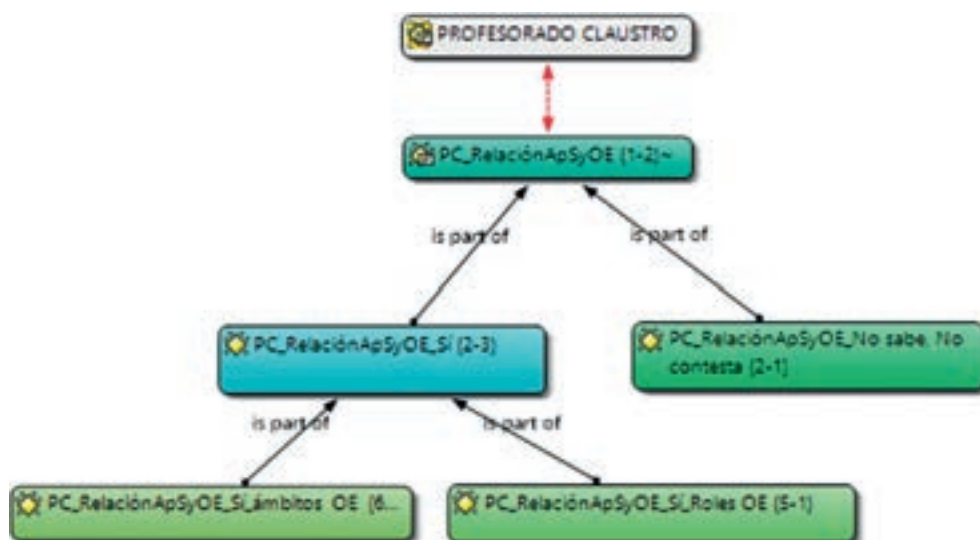 PROFESORADO CLAUSTRO
PC_RelaciónApSyOE {1-2}~
is part of
is part of
PC_RelaciónApSyOE_Sí {2-3}
PC_RelaciónApSyOE_No sabe, No
contesta {2-1}
is part of
is part of
PC_RelaciónApSyOE_Sí_ámbitos OE {6...
PC_RelaciónApSyOE_Sí_Roles OE {5-1}